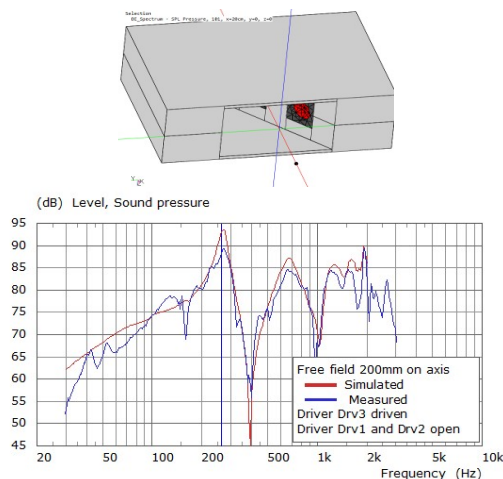 Selection
BE_Spectrum - SPL Pressure, 101, x=20cm, y=0, z=0
(dB) Level, Sound pressure
95
90
85
80
75
70
65
60
55
50
45
Free field 200mm on axis
Simulated
Measured
Driver Drv3 driven
Driver Drv1 and Drv2 open
20 50 100 200 500 1k 2k 5k 10k
Frequency (Hz)